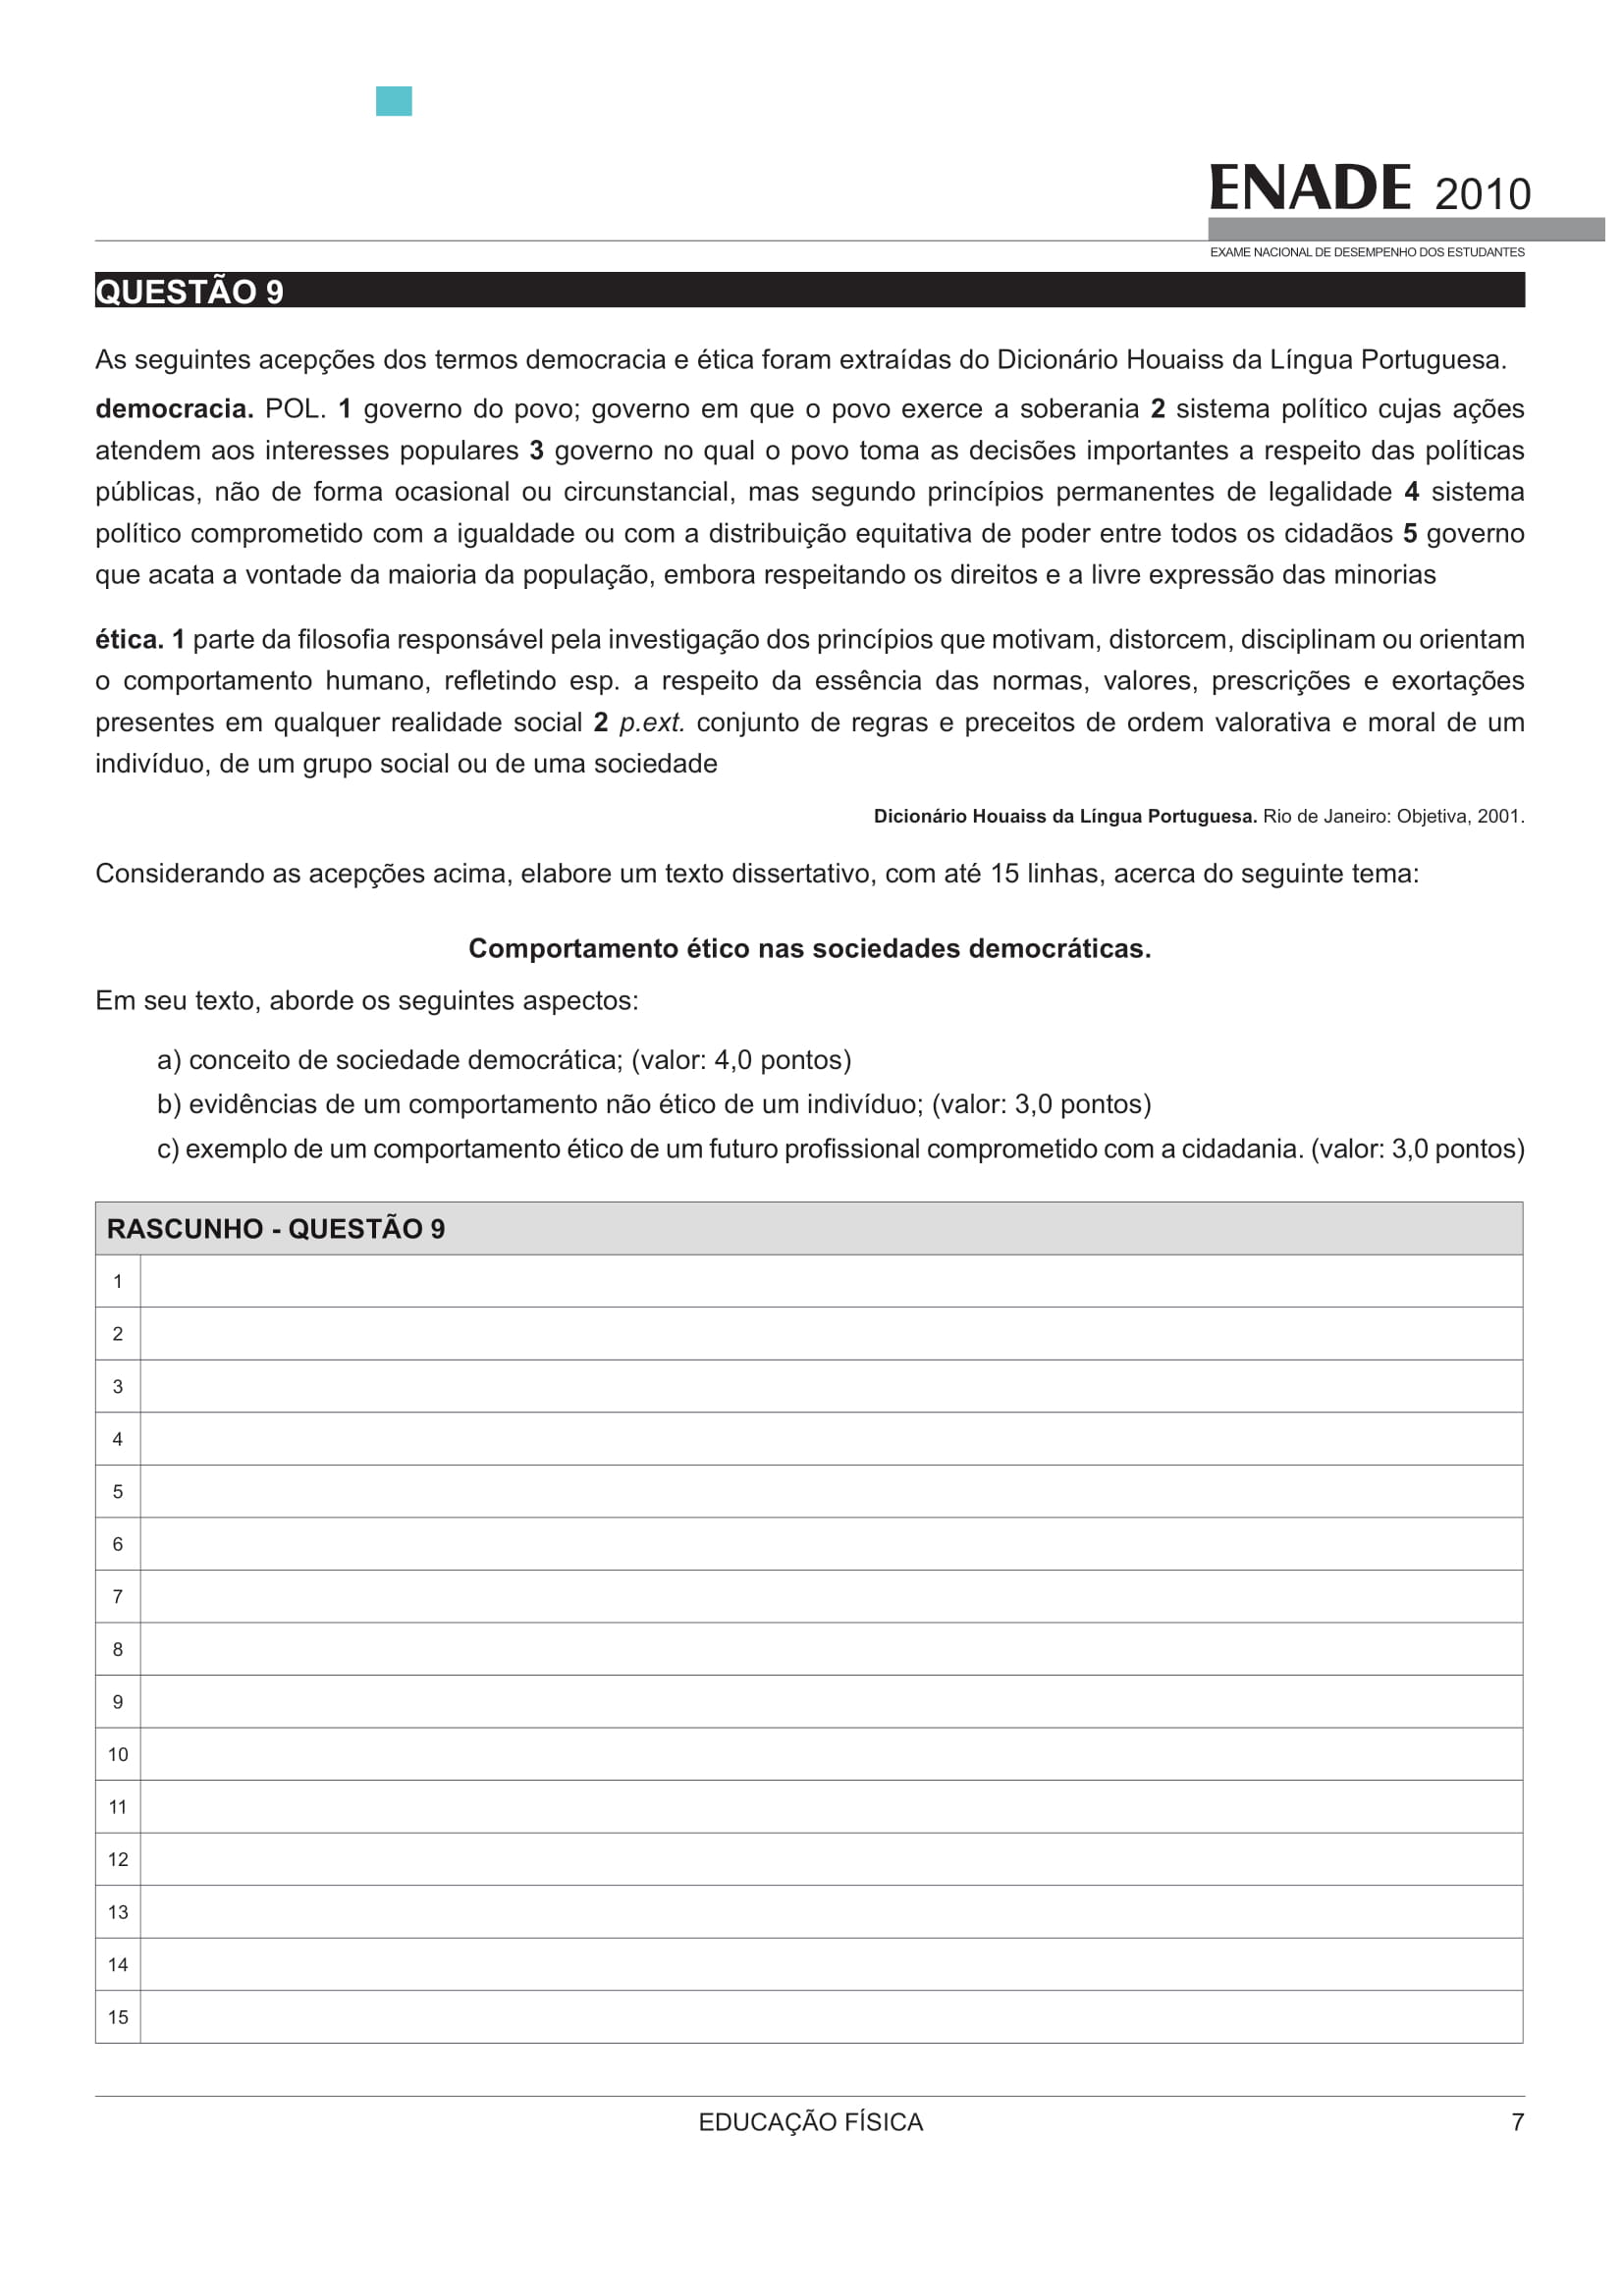 ENADE 2010
EXAME NACIONAL DE DESEMPENHO DOS ESTUDANTES
QUESTÃO 9
As seguintes acepções dos termos democracia e ética foram extraídas do Dicionário Houaiss da Língua Portuguesa.
democracia. POL. 1 governo do povo; governo em que o povo exerce a soberania 2 sistema político cujas ações
atendem aos interesses populares 3 governo no qual o povo toma as decisões importantes a respeito das políticas
públicas, não de forma ocasional ou circunstancial, mas segundo princípios permanentes de legalidade 4 sistema
político comprometido com a igualdade ou com a distribuição equitativa de poder entre todos os cidadãos 5 governo
que acata a vontade da maioria da população, embora respeitando os direitos e a livre expressão das minorias
ética. 1 parte da filosofia responsável pela investigação dos princípios que motivam, distorcem, disciplinam ou orientam
o comportamento humano, refletindo esp. a respeito da essência das normas, valores, prescrições e exortações
presentes em qualquer realidade social 2 p.ext. conjunto de regras e preceitos de ordem valorativa e moral de um
indivíduo, de um grupo social ou de uma sociedade
Dicionário Houaiss da Língua Portuguesa. Rio de Janeiro: Objetiva, 2001.
Considerando as acepções acima, elabore um texto dissertativo, com até 15 linhas, acerca do seguinte tema:
Comportamento ético nas sociedades democráticas.
Em seu texto, aborde os seguintes aspectos:
a) conceito de sociedade democrática; (valor: 4,0 pontos)
b) evidências de um comportamento não ético de um indivíduo; (valor: 3,0 pontos)
c) exemplo de um comportamento ético de um futuro profissional comprometido com a cidadania. (valor: 3,0 pontos)
RASCUNHO - QUESTÃO 9
1
2
3
4
5
6
7
8
9
10
11
12
13
14
15
EDUCAÇÃO FÍSICA
7